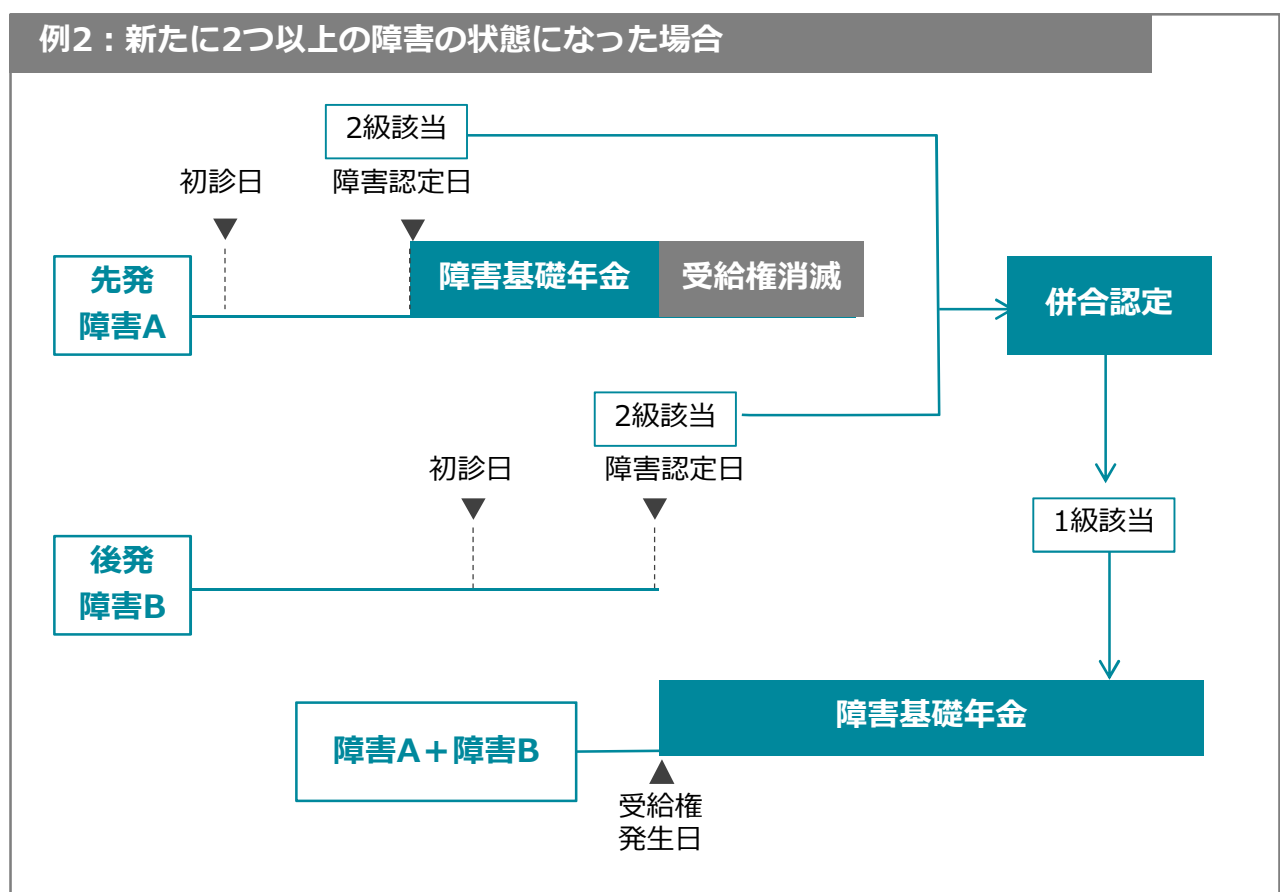 例2：新たに2つ以上の障害の状態になった場合
2級該当
初診日
障害認定日
先発
障害A
障害基礎年金
受給権消滅
併合認定
2級該当
初診日
障害認定日
1級該当
後発
障害B
障害基礎年金
障害A＋障害B
受給権
発生日